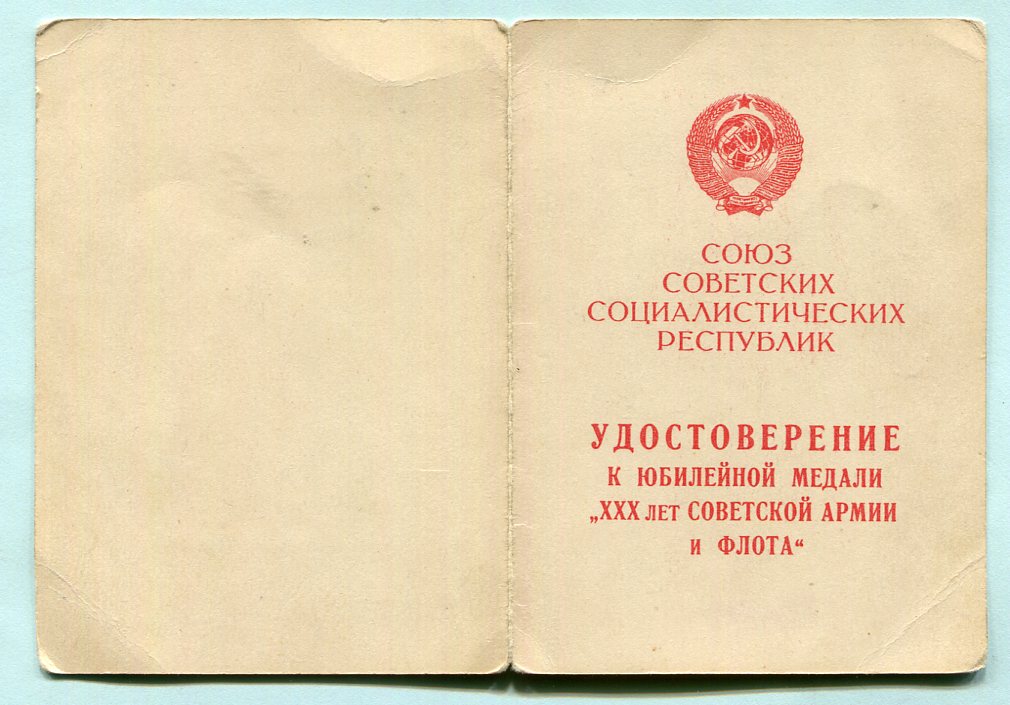 СОЮЗ
СОВЕТСКИХ
СОЦИАЛИСТИЧЕСКИХ
РЕСПУБЛИК
УДОСТОВЕРЕНИЕ
К ЮБИЛЕЙНОЙ МЕДАЛИ
„XXX ЛЕТ СОВЕТСКОЙ АРМИИ
И ФЛОТА“